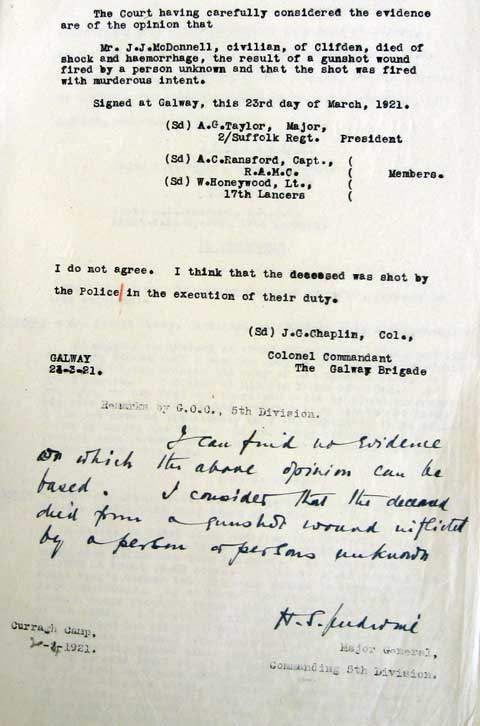 The Court having carefully considered the evidence
are of the opinion that
Mr. J.J.McDonnell, civilian, of Clifden, died of
shock and haemorrhage, the result of a gunshot wound
fired by a person unknown and that the shot was fired
with murderous intent.
Signed at Galway, this 23rd day of March, 1921.
(Sd) A.G.Taylor, Major,
2/Suffolk Regt. President
(Sd) A.C.Ransford, Capt., (
R.A.M.C. ( Members.
(Sd) W.Honeywood, Lt., (
17th Lancers (
I do not agree. I think that the deceased was shot by
the Police in the execution of their duty.
(Sd) J.G.Chaplin, Col.,
GALWAY Colonel Commandant
-3-21. The Galway Brigade
Remarks by G.O.C., 5th Division.
I can find no evidence
on which the above opinion can be
based. I consider that the deceased
died from a gunshot wound inflicted
by a person or persons unknown
H. S. Jeudwine
Curragh Camp, Major General,
1921. Commanding 5th Division.